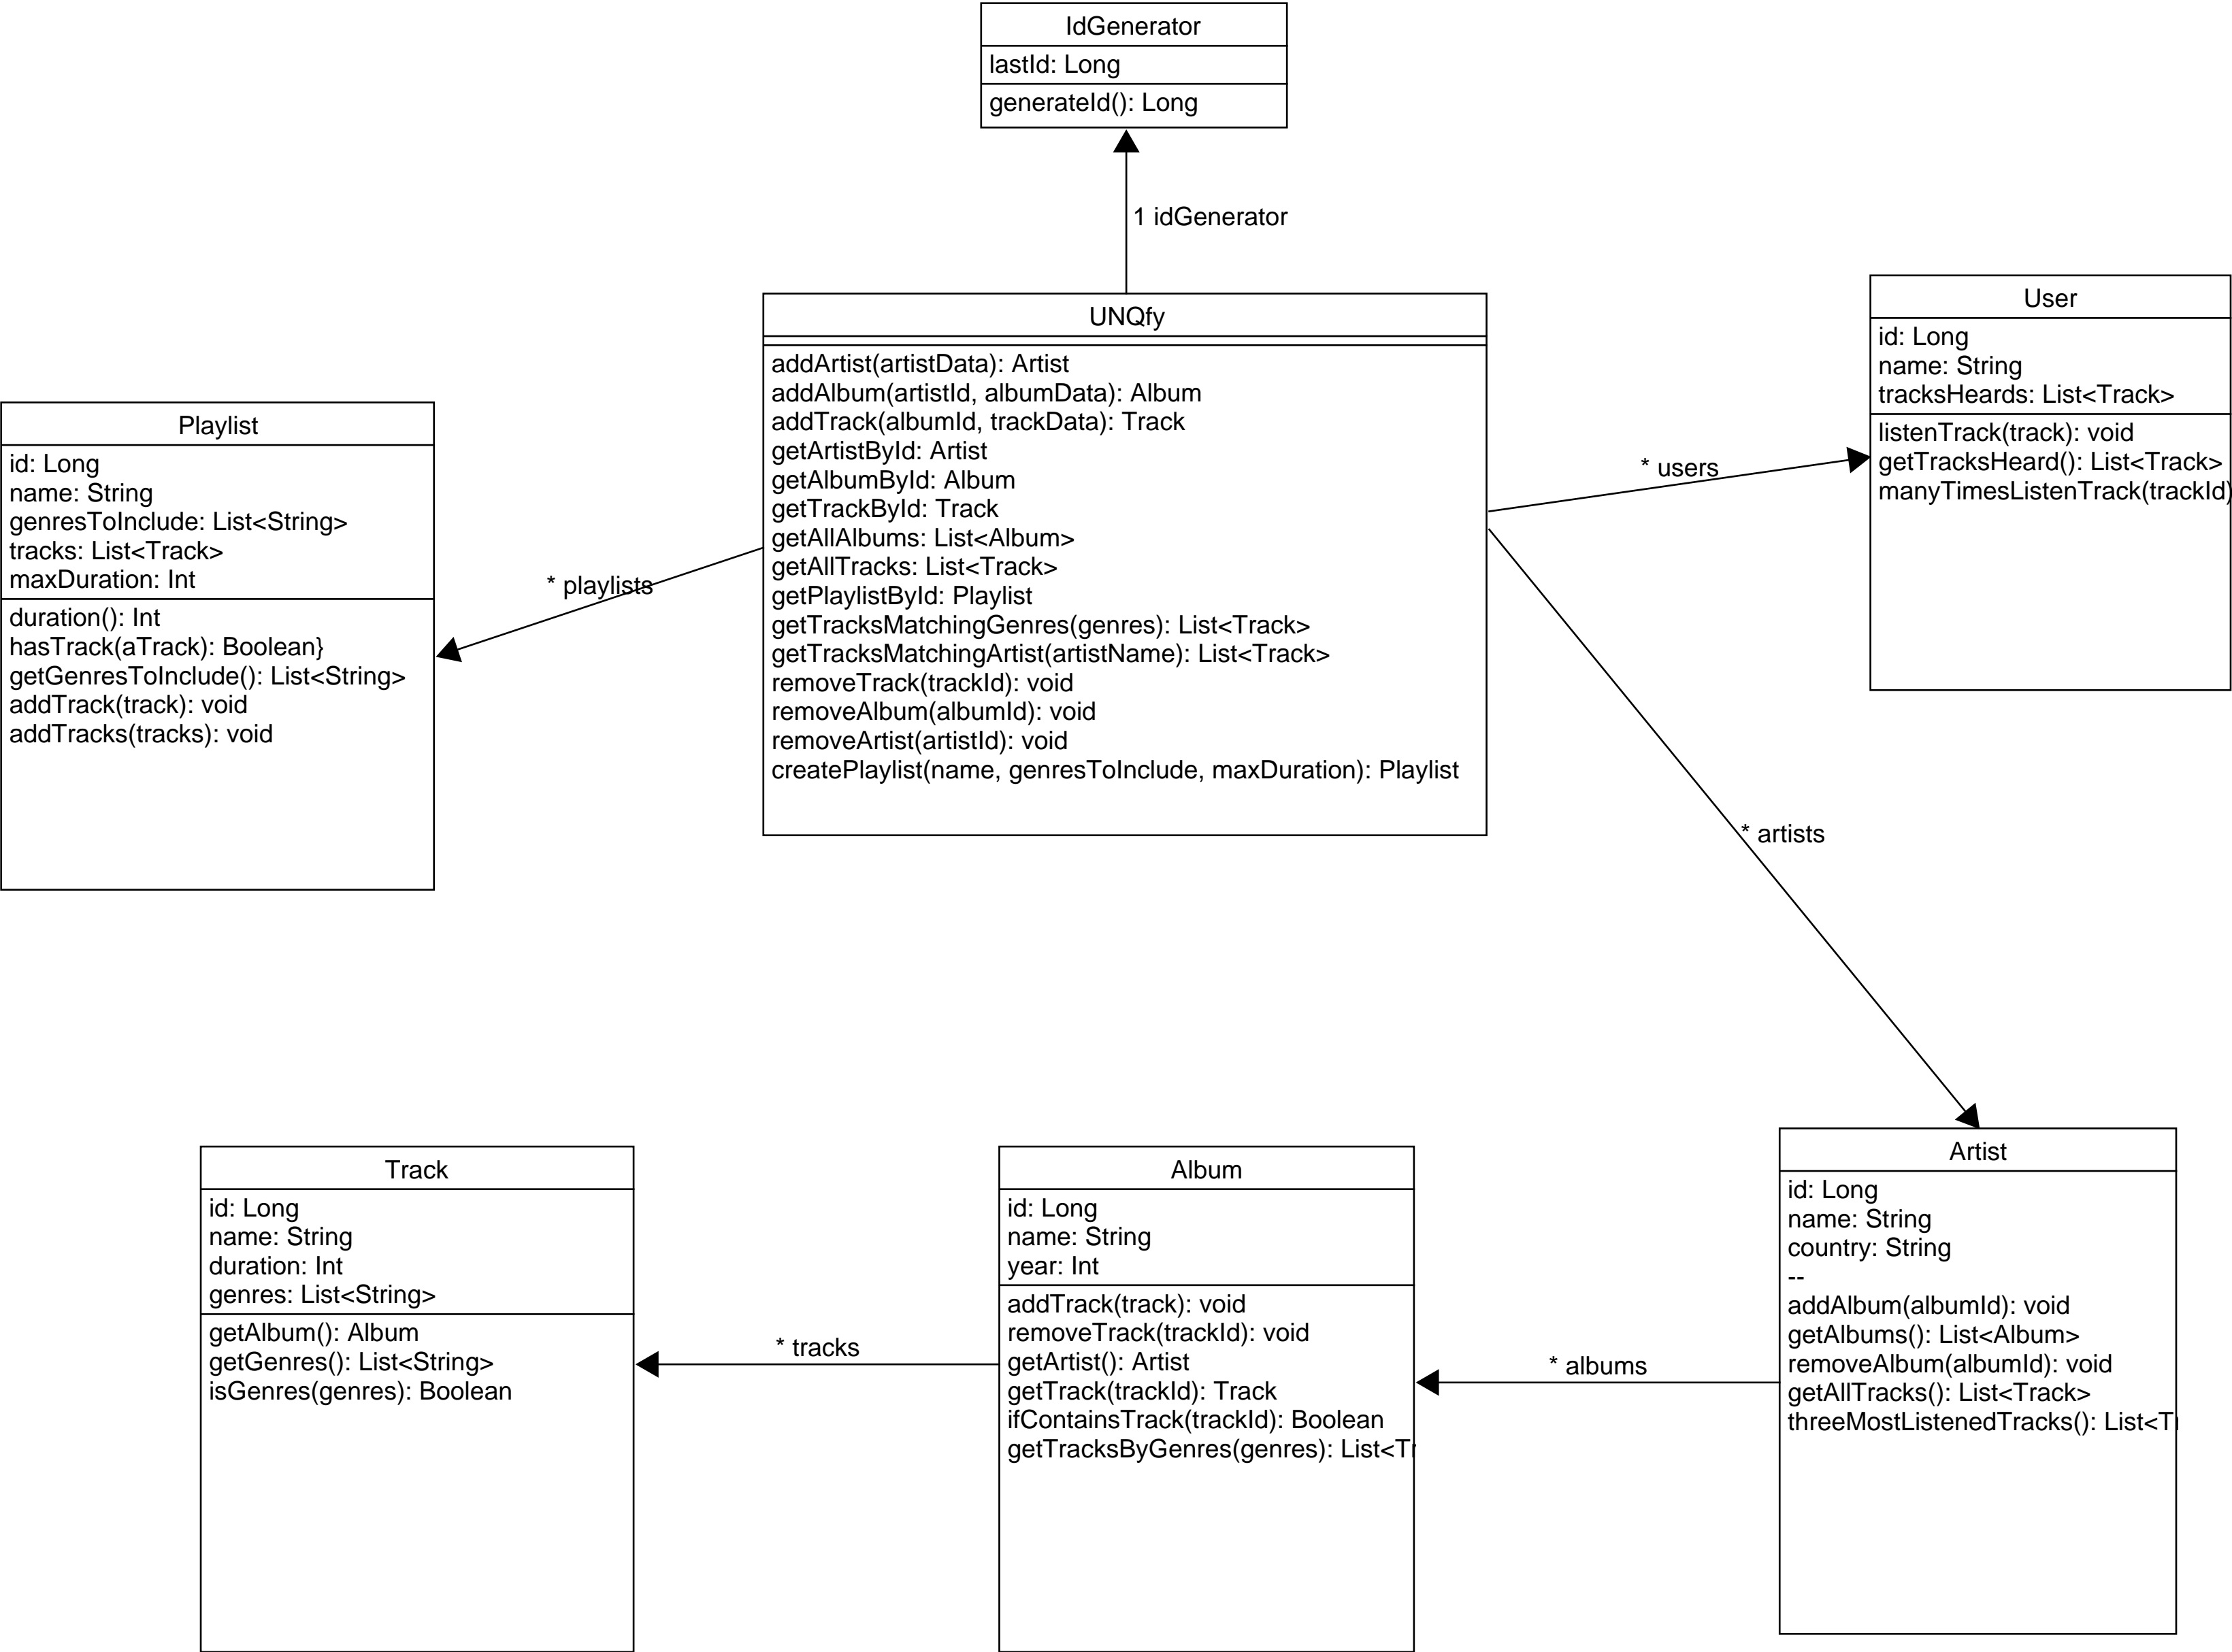 IdGenerator
lastId: Long
generateId(): Long
1 idGenerator
UNQfy
addArtist(artistData): Artist
addAlbum(artistId, albumData): Album
addTrack(albumId, trackData): Track
getArtistById: Artist
getAlbumById: Album
getTrackById: Track
getAllAlbums: List<Album>
getAllTracks: List<Track>
getPlaylistById: Playlist
getTracksMatchingGenres(genres): List<Track>
getTracksMatchingArtist(artistName): List<Track>
removeTrack(trackId): void
removeAlbum(albumId): void
removeArtist(artistId): void
createPlaylist(name, genresToInclude, maxDuration): Playlist
User
id: Long
name: String
tracksHeards: List<Track>
listenTrack(track): void
getTracksHeard(): List<Track>
manyTimesListenTrack(trackId)
* users
Playlist
id: Long
name: String
genresToInclude: List<String>
tracks: List<Track>
maxDuration: Int
duration(): Int
hasTrack(aTrack): Boolean}
getGenresToInclude(): List<String>
addTrack(track): void
addTracks(tracks): void
* playlists
* artists
Track
id: Long
name: String
duration: Int
genres: List<String>
getAlbum(): Album
getGenres(): List<String>
isGenres(genres): Boolean
* tracks
Album
id: Long
name: String
year: Int
addTrack(track): void
removeTrack(trackId): void
getArtist(): Artist
getTrack(trackId): Track
ifContainsTrack(trackId): Boolean
getTracksByGenres(genres): List<Tr
* albums
Artist
id: Long
name: String
country: String
--
addAlbum(albumId): void
getAlbums(): List<Album>
removeAlbum(albumId): void
getAllTracks(): List<Track>
threeMostListenedTracks(): List<T